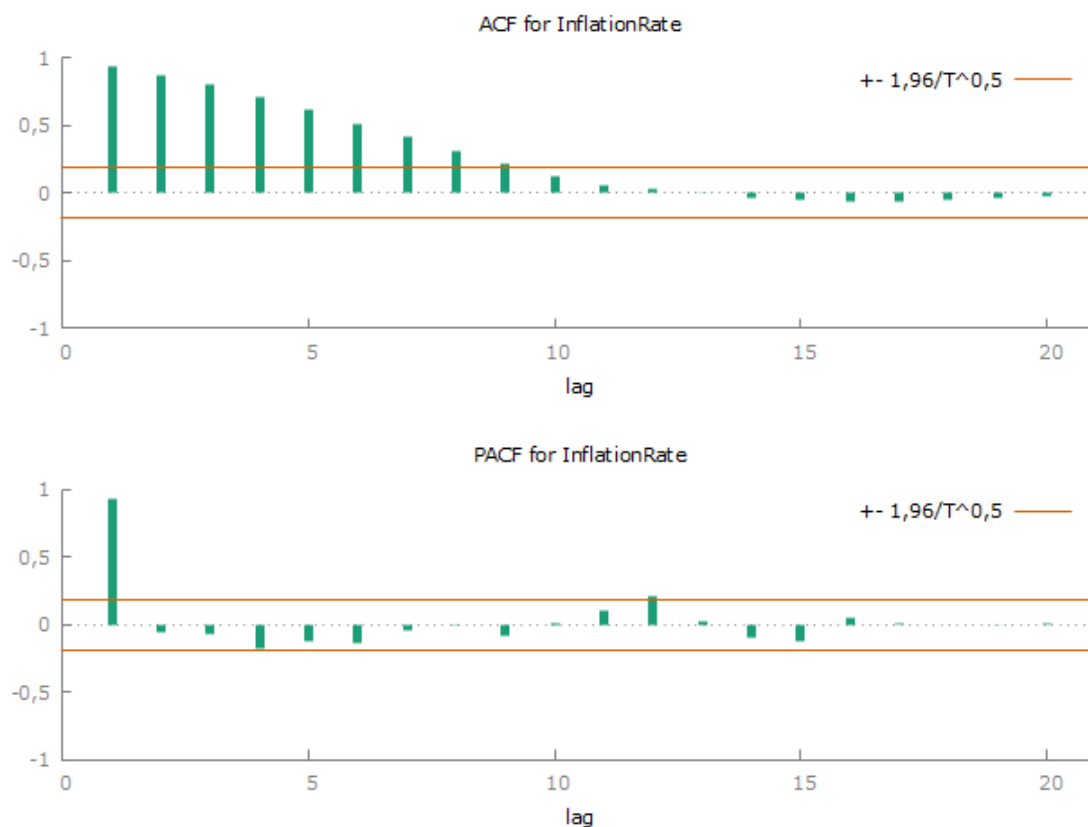 ACF for InflationRate
1
+- 1,96/T^0,5
0,5
0
-0,5
-1
0 5 10 15 20
lag
PACF for InflationRate
1
+- 1,96/T^0,5
0,5
0
-0,5
-1
0 5 10 15 20
lag